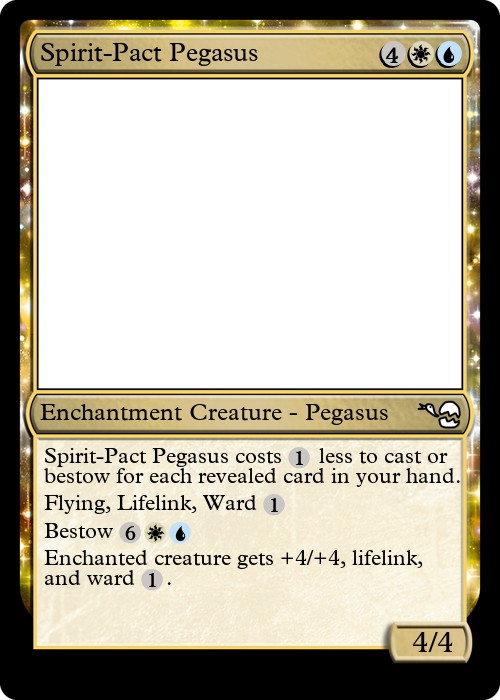 Spirit-Pact Pegasus 4
Enchantment Creature - Pegasus
Spirit-Pact Pegasus costs 1 less to cast or
bestow for each revealed card in your hand.
Flying, Lifelink, Ward 1
Bestow 6
Enchanted creature gets +4/+4, lifelink,
and ward 1.
4/4